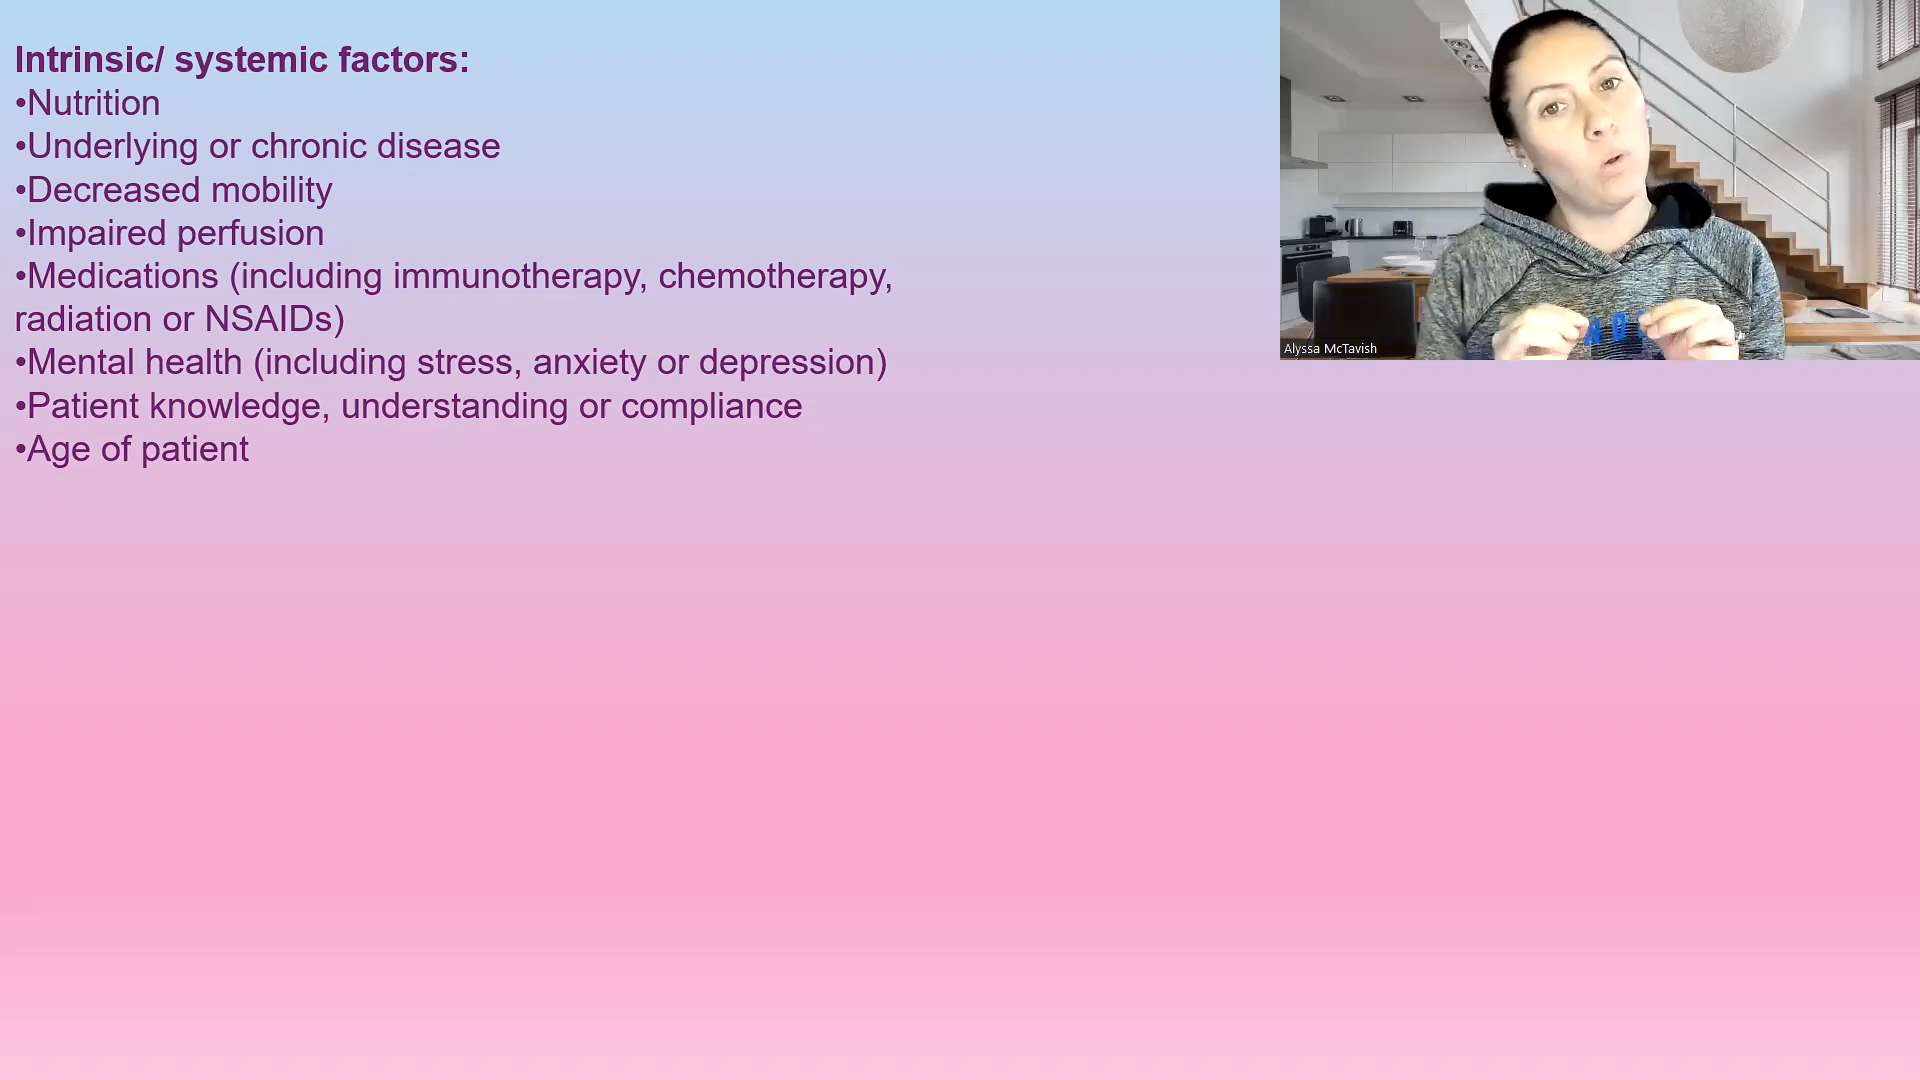 Intrinsic/ systemic factors:
•Nutrition
•Underlying or chronic disease
•Decreased mobility
•Impaired perfusion
•Medications (including immunotherapy, chemotherapy,
radiation or NSAIDs)
•Mental health (including stress, anxiety or depression)
•Patient knowledge, understanding or compliance
•Age of patient
Alyssa McTavish